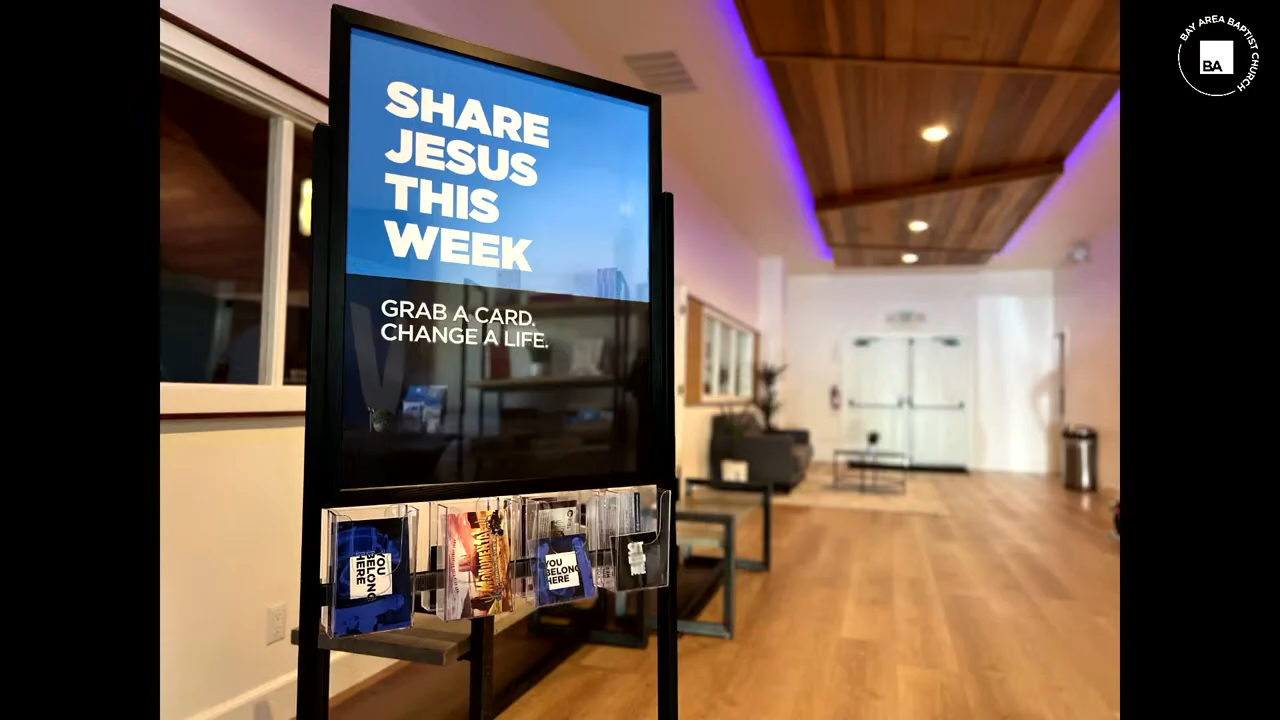 SHARE
JESUS
THIS
WEEK
GRAB A CARD.
CHANGE A LIFE.
YOU
BELONG
HERE
MONUMENTAL
YOU
BELONG
HERE
BAY AREA BAPTIST CHURCH
BA